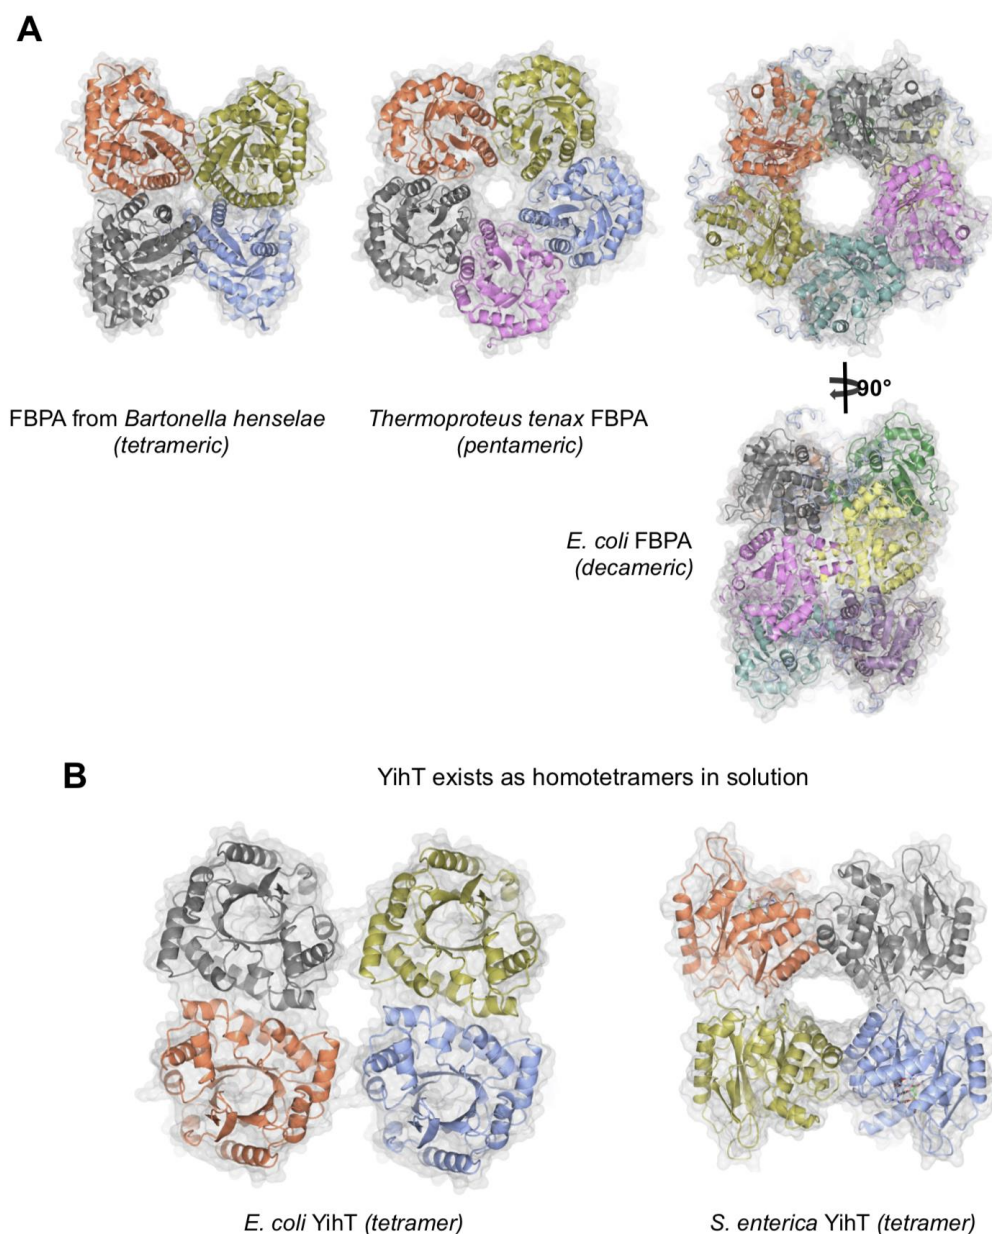 A
90°
FBPA from Bartonella henselae
(tetrameric)
Thermoproteus tenax FBPA
(pentameric)
E. coli FBPA
(decameric)
B
YihT exists as homotetramers in solution
E. coli YihT (tetramer)
S. enterica YihT (tetramer)